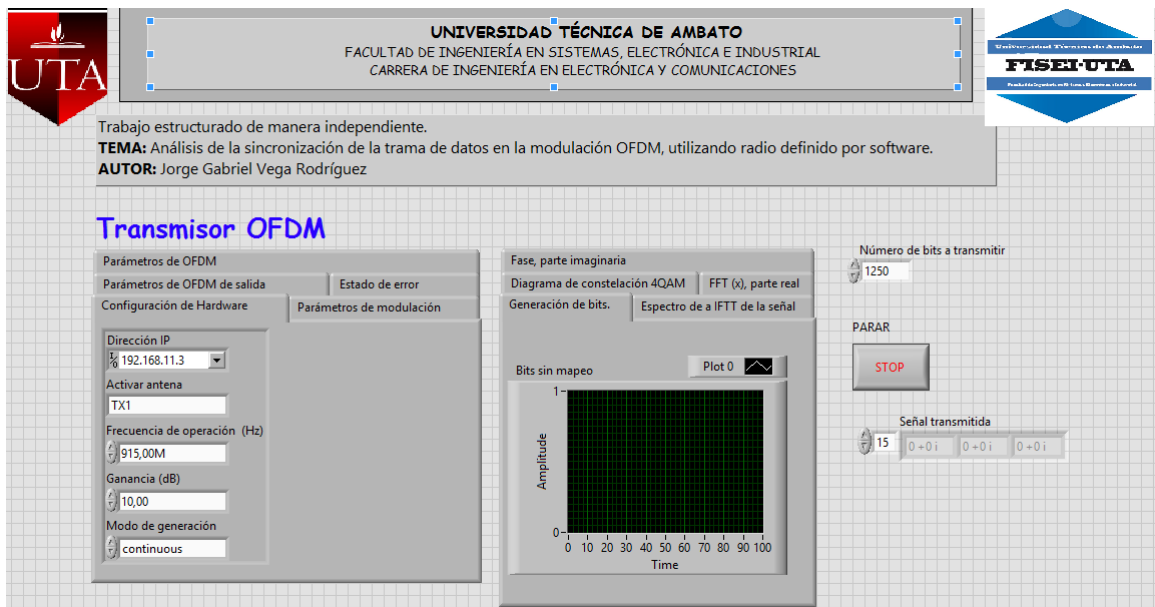 UTA
UNIVERSIDAD TÉCNICA DE AMBATO
FACULTAD DE INGENIERÍA EN SISTEMAS, ELECTRÓNICA E INDUSTRIAL
CARRERA DE INGENIERÍA EN ELECTRÓNICA Y COMUNICACIONES
Universidad Técnica de Ambato
FISEI-UTA
Trabajo estructurado de manera independiente.
TEMA: Análisis de la sincronización de la trama de datos en la modulación OFDM, utilizando radio definido por software.
AUTOR: Jorge Gabriel Vega Rodríguez
Transmisor OFDM
Parámetros de OFDM
Parámetros de OFDM de salida
Estado de error
Configuración de Hardware
Parámetros de modulación
Dirección IP
192.168.11.3
Activar antena
TX1
Frecuencia de operación (Hz)
915,00M
Ganancia (dB)
10,00
Modo de generación
continuous
Fase, parte imaginaria
Diagrama de constelación 4QAM
FFT (x), parte real
Generación de bits.
Espectro de a IFTT de la señal
Bits sin mapeo
Plot 0
1
Amplitude
0
0 10 20 30 40 50 60 70 80 90 100
Time
Número de bits a transmitir
1250
PARAR
STOP
Señal transmitida
15
0 +0 i
0 +0 i
0 +0 i